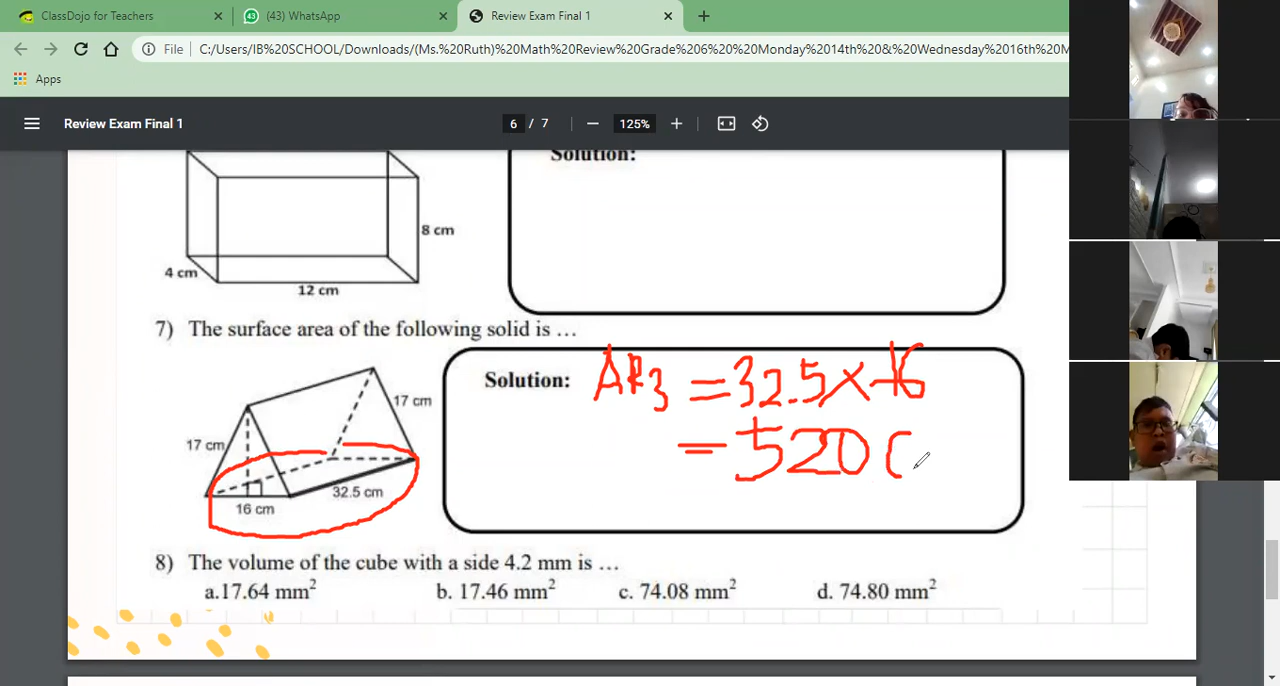 ClassDojo for Teachers
(43) WhatsApp
Review Exam Final 1
File
C:/Users/IB%20SCHOOL/Downloads/(Ms.%20Ruth)%20Math%20Review%20Grade%206%20%20Monday%2014th%20&%20Wednesday%2016th%20M
Apps
Review Exam Final 1
6 / 7
125%
Solution:
8 cm
4 cm
12 cm
7) The surface area of the following solid is …
17 cm
17 cm
32.5 cm
16 cm
Solution: AR3 = 32.5 x 16
= 520 c
8) The volume of the cube with a side 4.2 mm is …
a.17.64 mm² b. 17.46 mm² c. 74.08 mm² d. 74.80 mm²